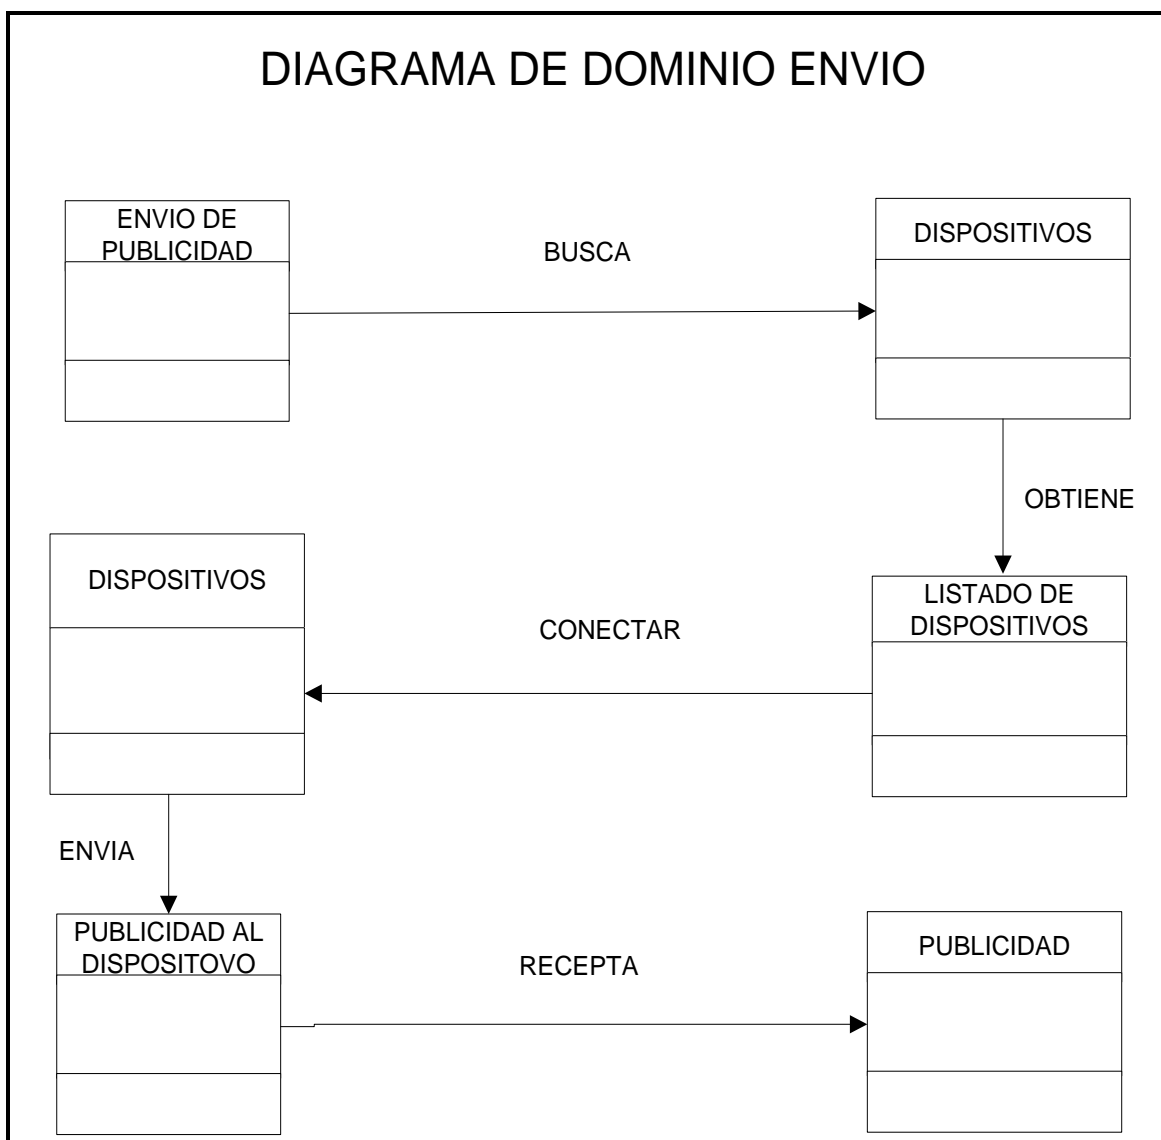 DIAGRAMA DE DOMINIO ENVIO
ENVIO DE
PUBLICIDAD
BUSCA
DISPOSITIVOS
OBTIENE
DISPOSITIVOS
CONECTAR
LISTADO DE
DISPOSITIVOS
ENVIA
PUBLICIDAD AL
DISPOSITOVO
RECEPTA
PUBLICIDAD